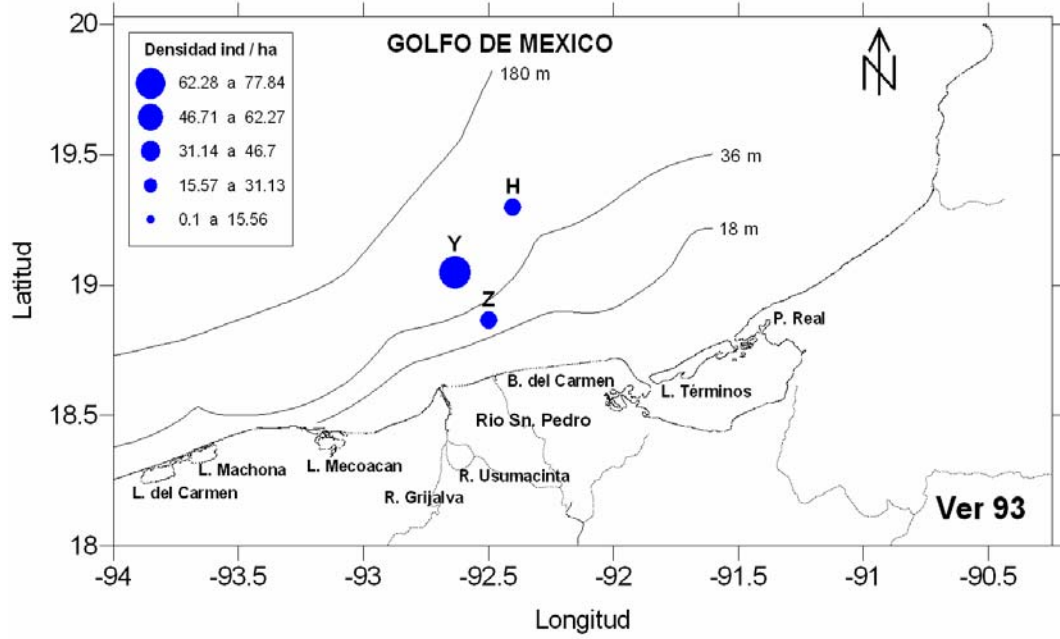 20
GOLFO DE MEXICO
N
Densidad ind / ha
62.28 a 77.84
46.71 a 62.27
31.14 a 46.7
15.57 a 31.13
0.1 a 15.56
180 m
19.5
36 m
H
18 m
Y
19
Z
P. Real
B. del Carmen
L. Términos
18.5
Rio Sn. Pedro
L. Machona
L. Mecoacan
R. Usumacinta
L. del Carmen
R. Grijalva
Ver 93
18
-94
-93.5
-93
-92.5
-92
-91.5
-91
-90.5
Latitud
Longitud